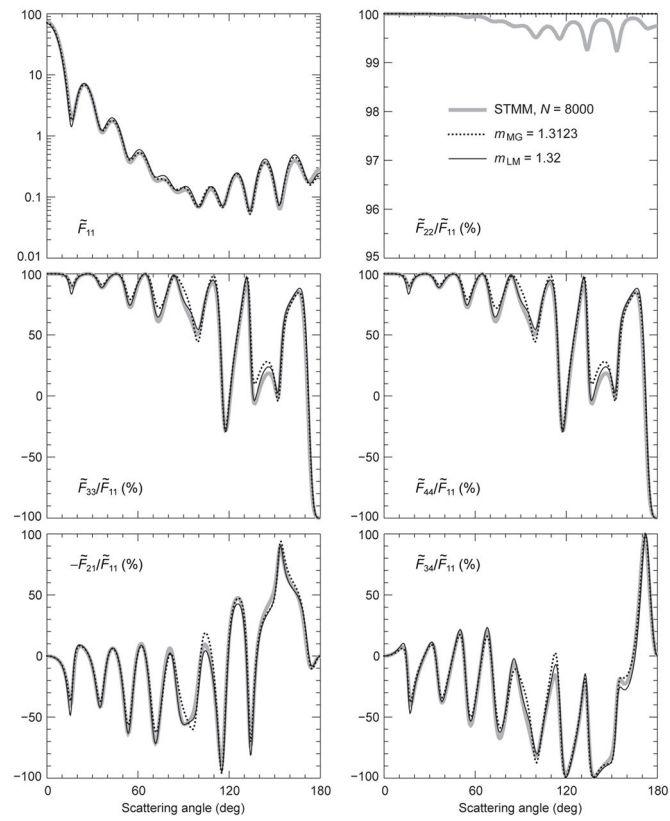 100
10
1
0.1
0.01
F̃₁₁
100
99
98
97
96
95
STMM, N = 8000
m_MG = 1.3123
m_LM = 1.32
F̃₂₂/F̃₁₁ (%)
100
50
0
−50
−100
F̃₃₃/F̃₁₁ (%)
100
50
0
−50
−100
F̃₄₄/F̃₁₁ (%)
100
50
0
−50
−100
−F̃₂₁/F̃₁₁ (%)
0 60 120 180
Scattering angle (deg)
100
50
0
−50
−100
F̃₃₄/F̃₁₁ (%)
0 60 120 180
Scattering angle (deg)